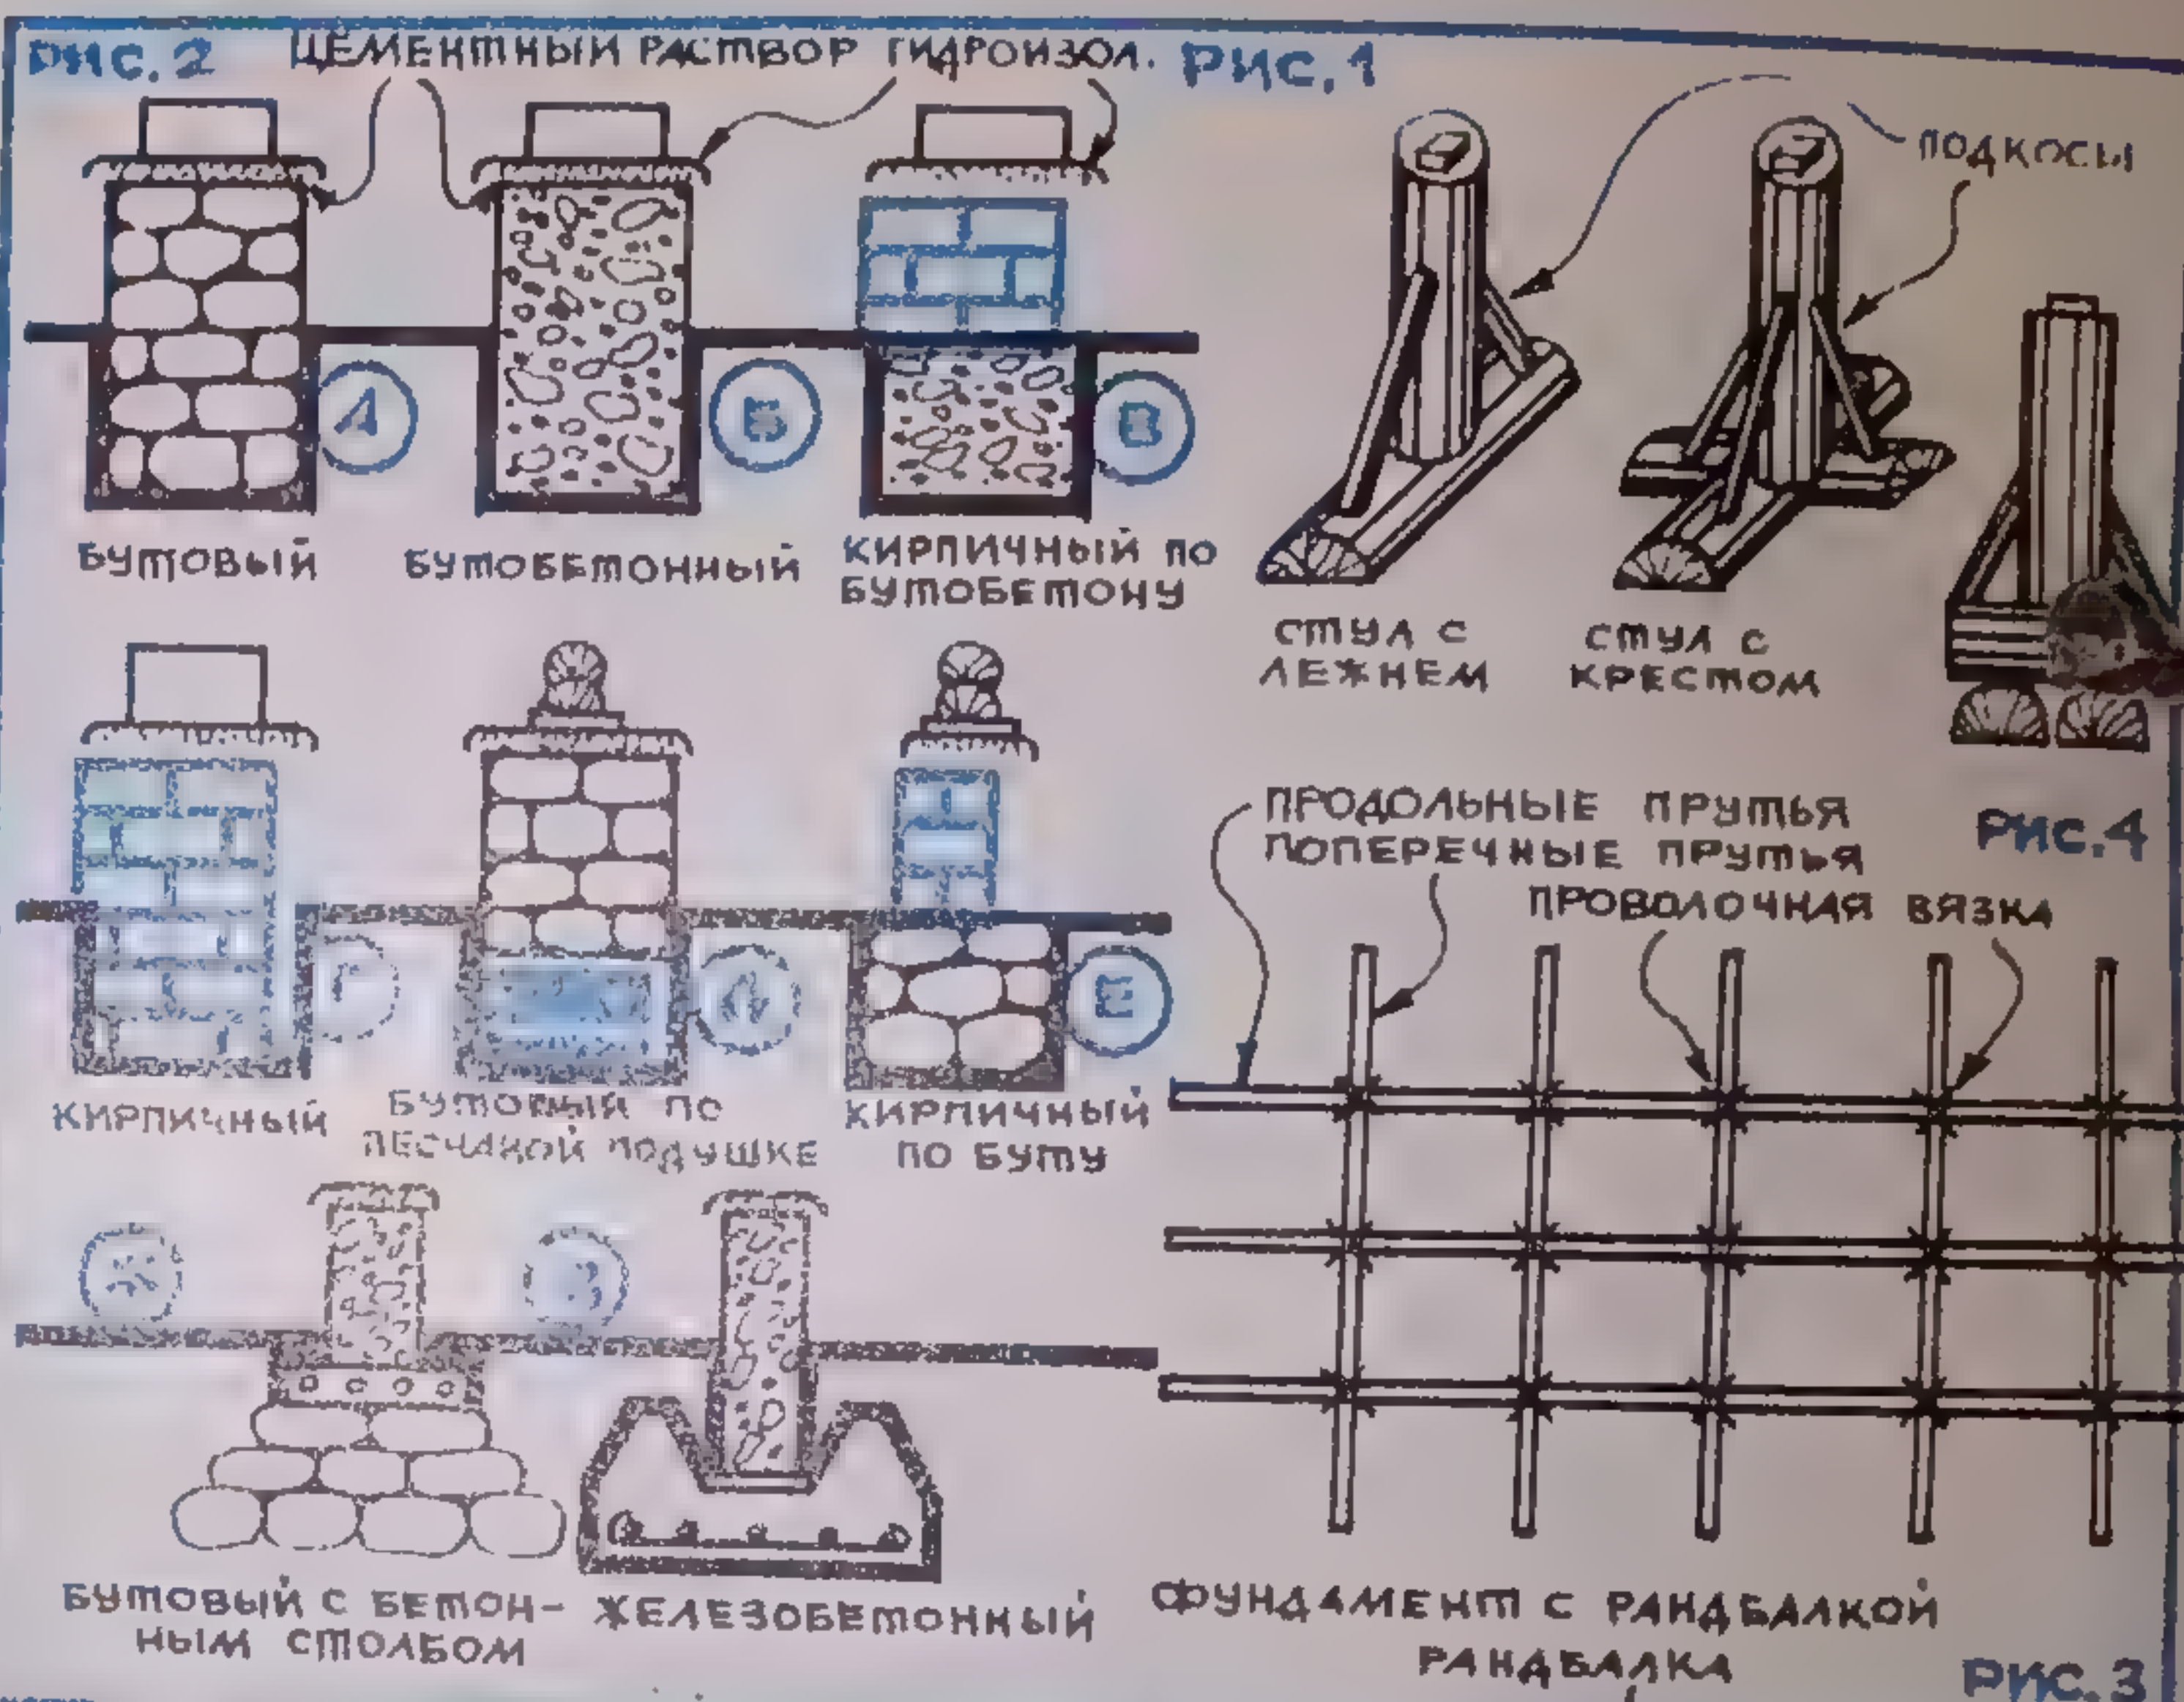 РИС.2
ЦЕМЕНТНЫЙ РАСТВОР ГИДРОИЗОЛ.
РИС.1
ПОДКОСЫ
А
Б
В
БУТОВЫЙ
БУТОБЕТОННЫЙ
КИРПИЧНЫЙ ПО
БУТОБЕТОНУ
СТУЛ С
ЛЕЖНЕМ
СТУЛ С
КРЕСТОМ
ПРОДОЛЬНЫЕ ПРУТЬЯ
ПОПЕРЕЧНЫЕ ПРУТЬЯ
ПРОВОЛОЧНАЯ ВЯЗКА
РИС.4
Г
Д
Е
КИРПИЧНЫЙ
БУТОВЫЙ ПО
ПЕСЧАНОЙ ПОДУШКЕ
КИРПИЧНЫЙ
ПО БУТУ
БУТОВЫЙ С БЕТОН-
НЫМ СТОЛБОМ
ЖЕЛЕЗОБЕТОННЫЙ
ФУНДАМЕНТ С РАНДБАЛКОЙ
РАНДБАЛКА
РИС.3